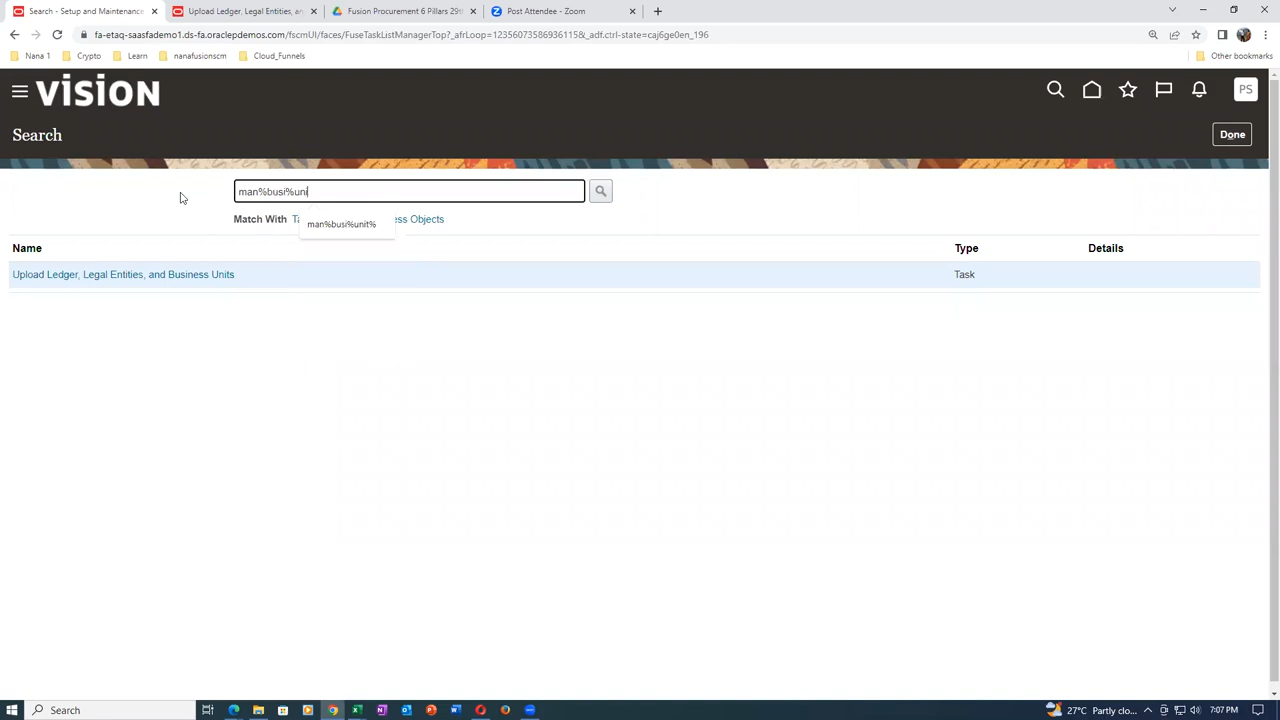 Search - Setup and Maintenance
Upload Ledger, Legal Entities, an
Fusion Procurement 6 Pillars 29th
Post Attendee - Zoom
fa-etaq-saasfademo1.ds-fa.oraclepdemos.com/fscmUI/faces/FuseTaskListManagerTop?_afrLoop=12356073586936115&_adf.ctrl-state=caj6ge0en_196
Nana 1
Crypto
Learn
nanafusionscm
Cloud_Funnels
Other bookmarks
VISION
PS
Search
Done
man%busi%uni
Match With Ta ess Objects
man%busi%unit%
Name Type Details
Upload Ledger, Legal Entities, and Business Units Task
Search
27°C Partly clo...
7:07 PM